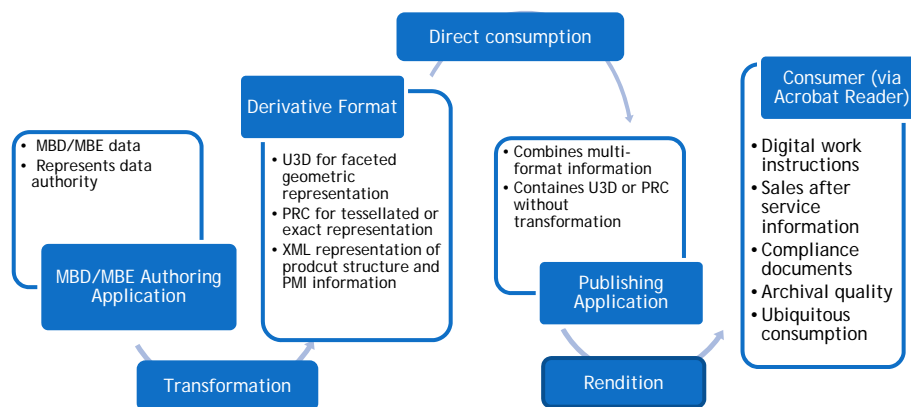 Direct consumption
Derivative Format
Consumer (via
Acrobat Reader)
• MBD/MBE data
• Represents data
authority
MBD/MBE Authoring
Application
• U3D for faceted
geometric
representation
• PRC for tessellated or
exact representation
• XML representation of
prodcut structure and
PMI information
• Combines multi-
format information
• Containes U3D or PRC
without
transformation
Publishing
Application
• Digital work
instructions
• Sales after
service
information
• Compliance
documents
• Archival quality
• Ubiquitous
consumption
Transformation
Rendition